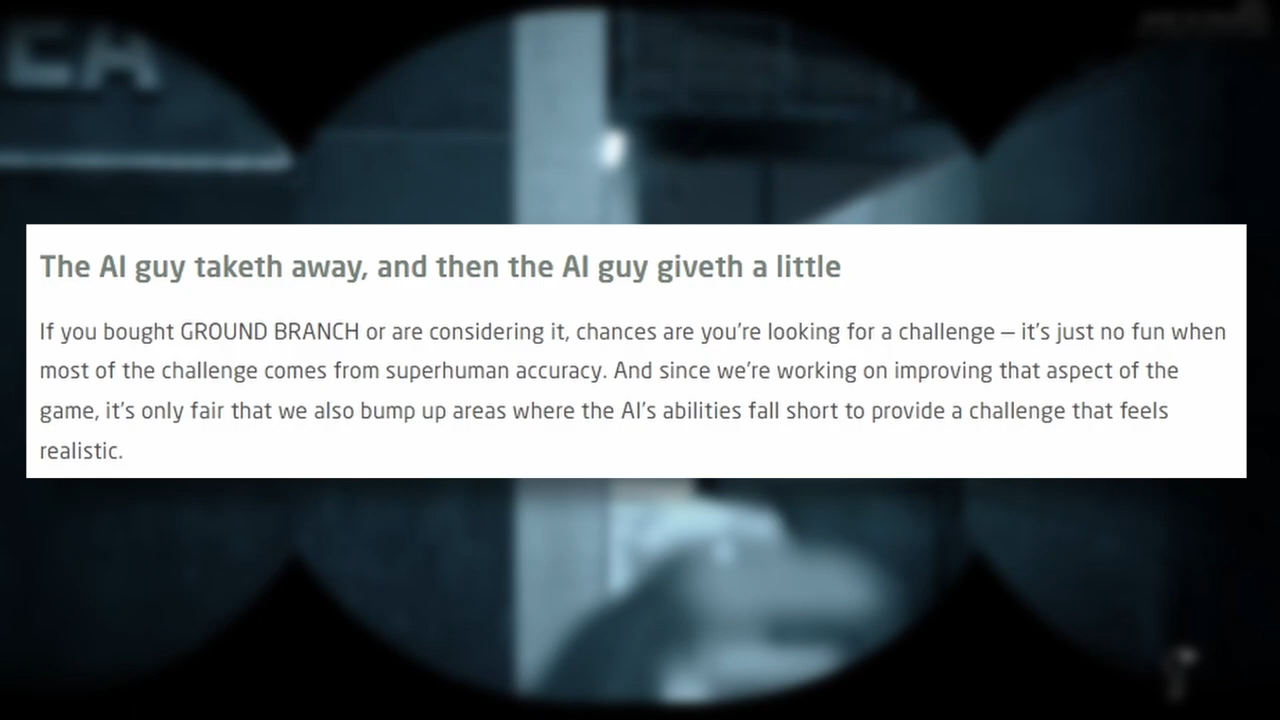 The AI guy taketh away, and then the AI guy giveth a little
If you bought GROUND BRANCH or are considering it, chances are you're looking for a challenge – it's just no fun when
most of the challenge comes from superhuman accuracy. And since we're working on improving that aspect of the
game, it's only fair that we also bump up areas where the AI's abilities fall short to provide a challenge that feels
realistic.